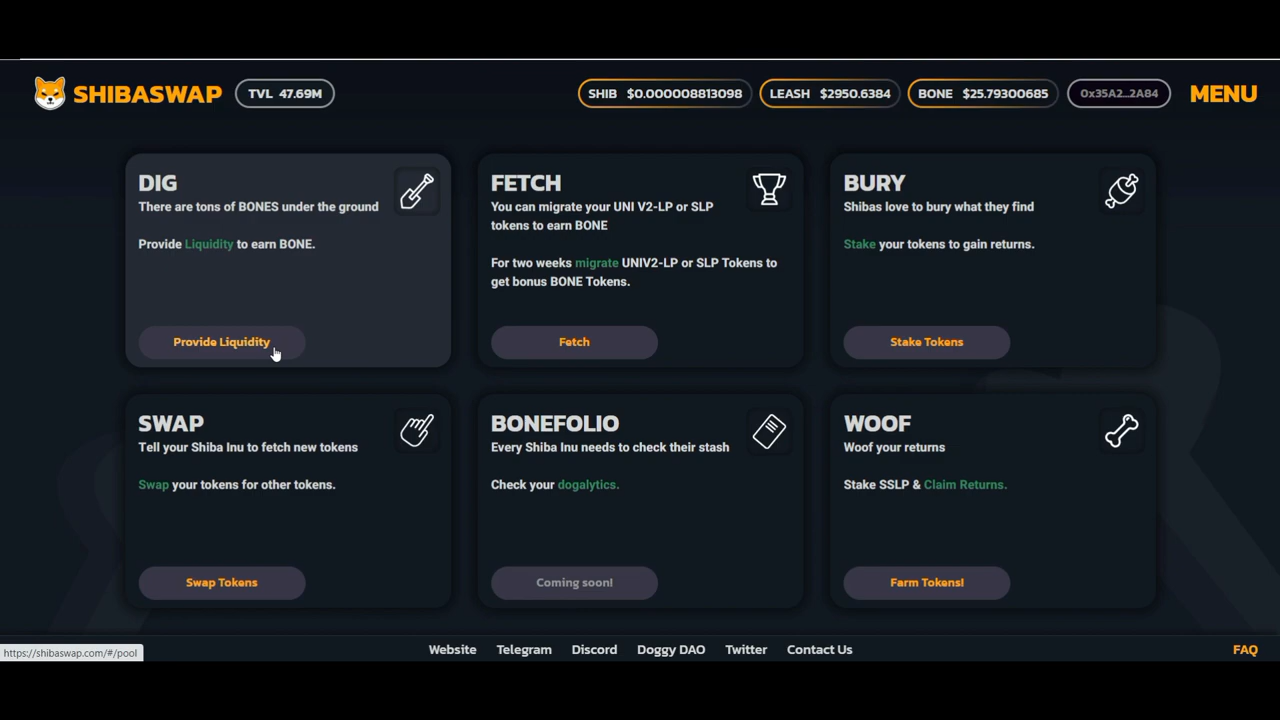 SHIBASWAP
TVL 47.69M
SHIB $0.000008813098
LEASH $2950.6384
BONE $25.79300685
0x35A2...2A84
MENU
DIG
There are tons of BONES under the ground
Provide Liquidity to earn BONE.
Provide Liquidity
FETCH
You can migrate your UNI V2-LP or SLP
tokens to earn BONE
For two weeks migrate UNIV2-LP or SLP Tokens to
get bonus BONE Tokens.
Fetch
BURY
Shibas love to bury what they find
Stake your tokens to gain returns.
Stake Tokens
SWAP
Tell your Shiba Inu to fetch new tokens
Swap your tokens for other tokens.
Swap Tokens
BONEFOLIO
Every Shiba Inu needs to check their stash
Check your dogalytics.
Coming soon!
WOOF
Woof your returns
Stake SSLP & Claim Returns.
Farm Tokens!
https://shibaswap.com/#/pool
Website
Telegram
Discord
Doggy DAO
Twitter
Contact Us
FAQ